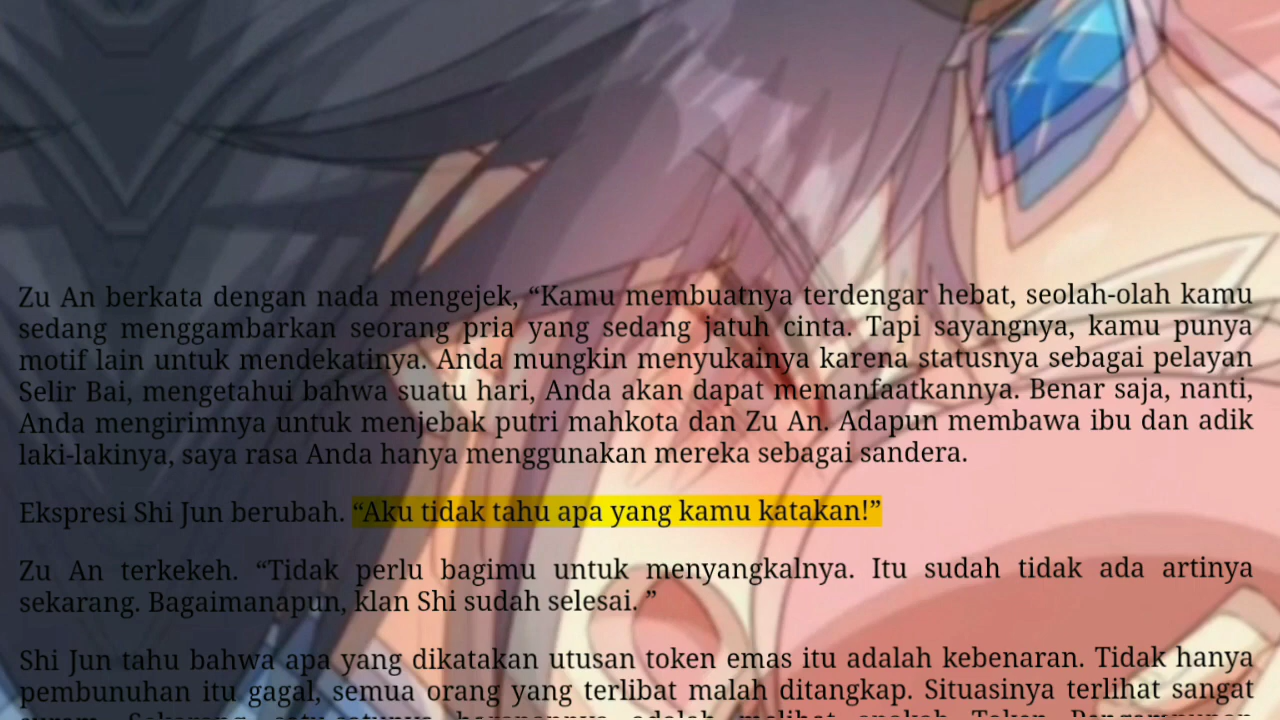 Zu An berkata dengan nada mengejek, “Kamu membuatnya terdengar hebat, seolah-olah kamu
sedang menggambarkan seorang pria yang sedang jatuh cinta. Tapi sayangnya, kamu punya
motif lain untuk mendekatinya. Anda mungkin menyukainya karena statusnya sebagai pelayan
Selir Bai, mengetahui bahwa suatu hari, Anda akan dapat memanfaatkannya. Benar saja, nanti,
Anda mengirimnya untuk menjebak putri mahkota dan Zu An. Adapun membawa ibu dan adik
laki-lakinya, saya rasa Anda hanya menggunakan mereka sebagai sandera.
Ekspresi Shi Jun berubah. “Aku tidak tahu apa yang kamu katakan!”
Zu An terkekeh. “Tidak perlu bagimu untuk menyangkalnya. Itu sudah tidak ada artinya
sekarang. Bagaimanapun, klan Shi sudah selesai. ”
Shi Jun tahu bahwa apa yang dikatakan utusan token emas itu adalah kebenaran. Tidak hanya
pembunuhan itu gagal, semua orang yang terlibat malah ditangkap. Situasinya terlihat sangat